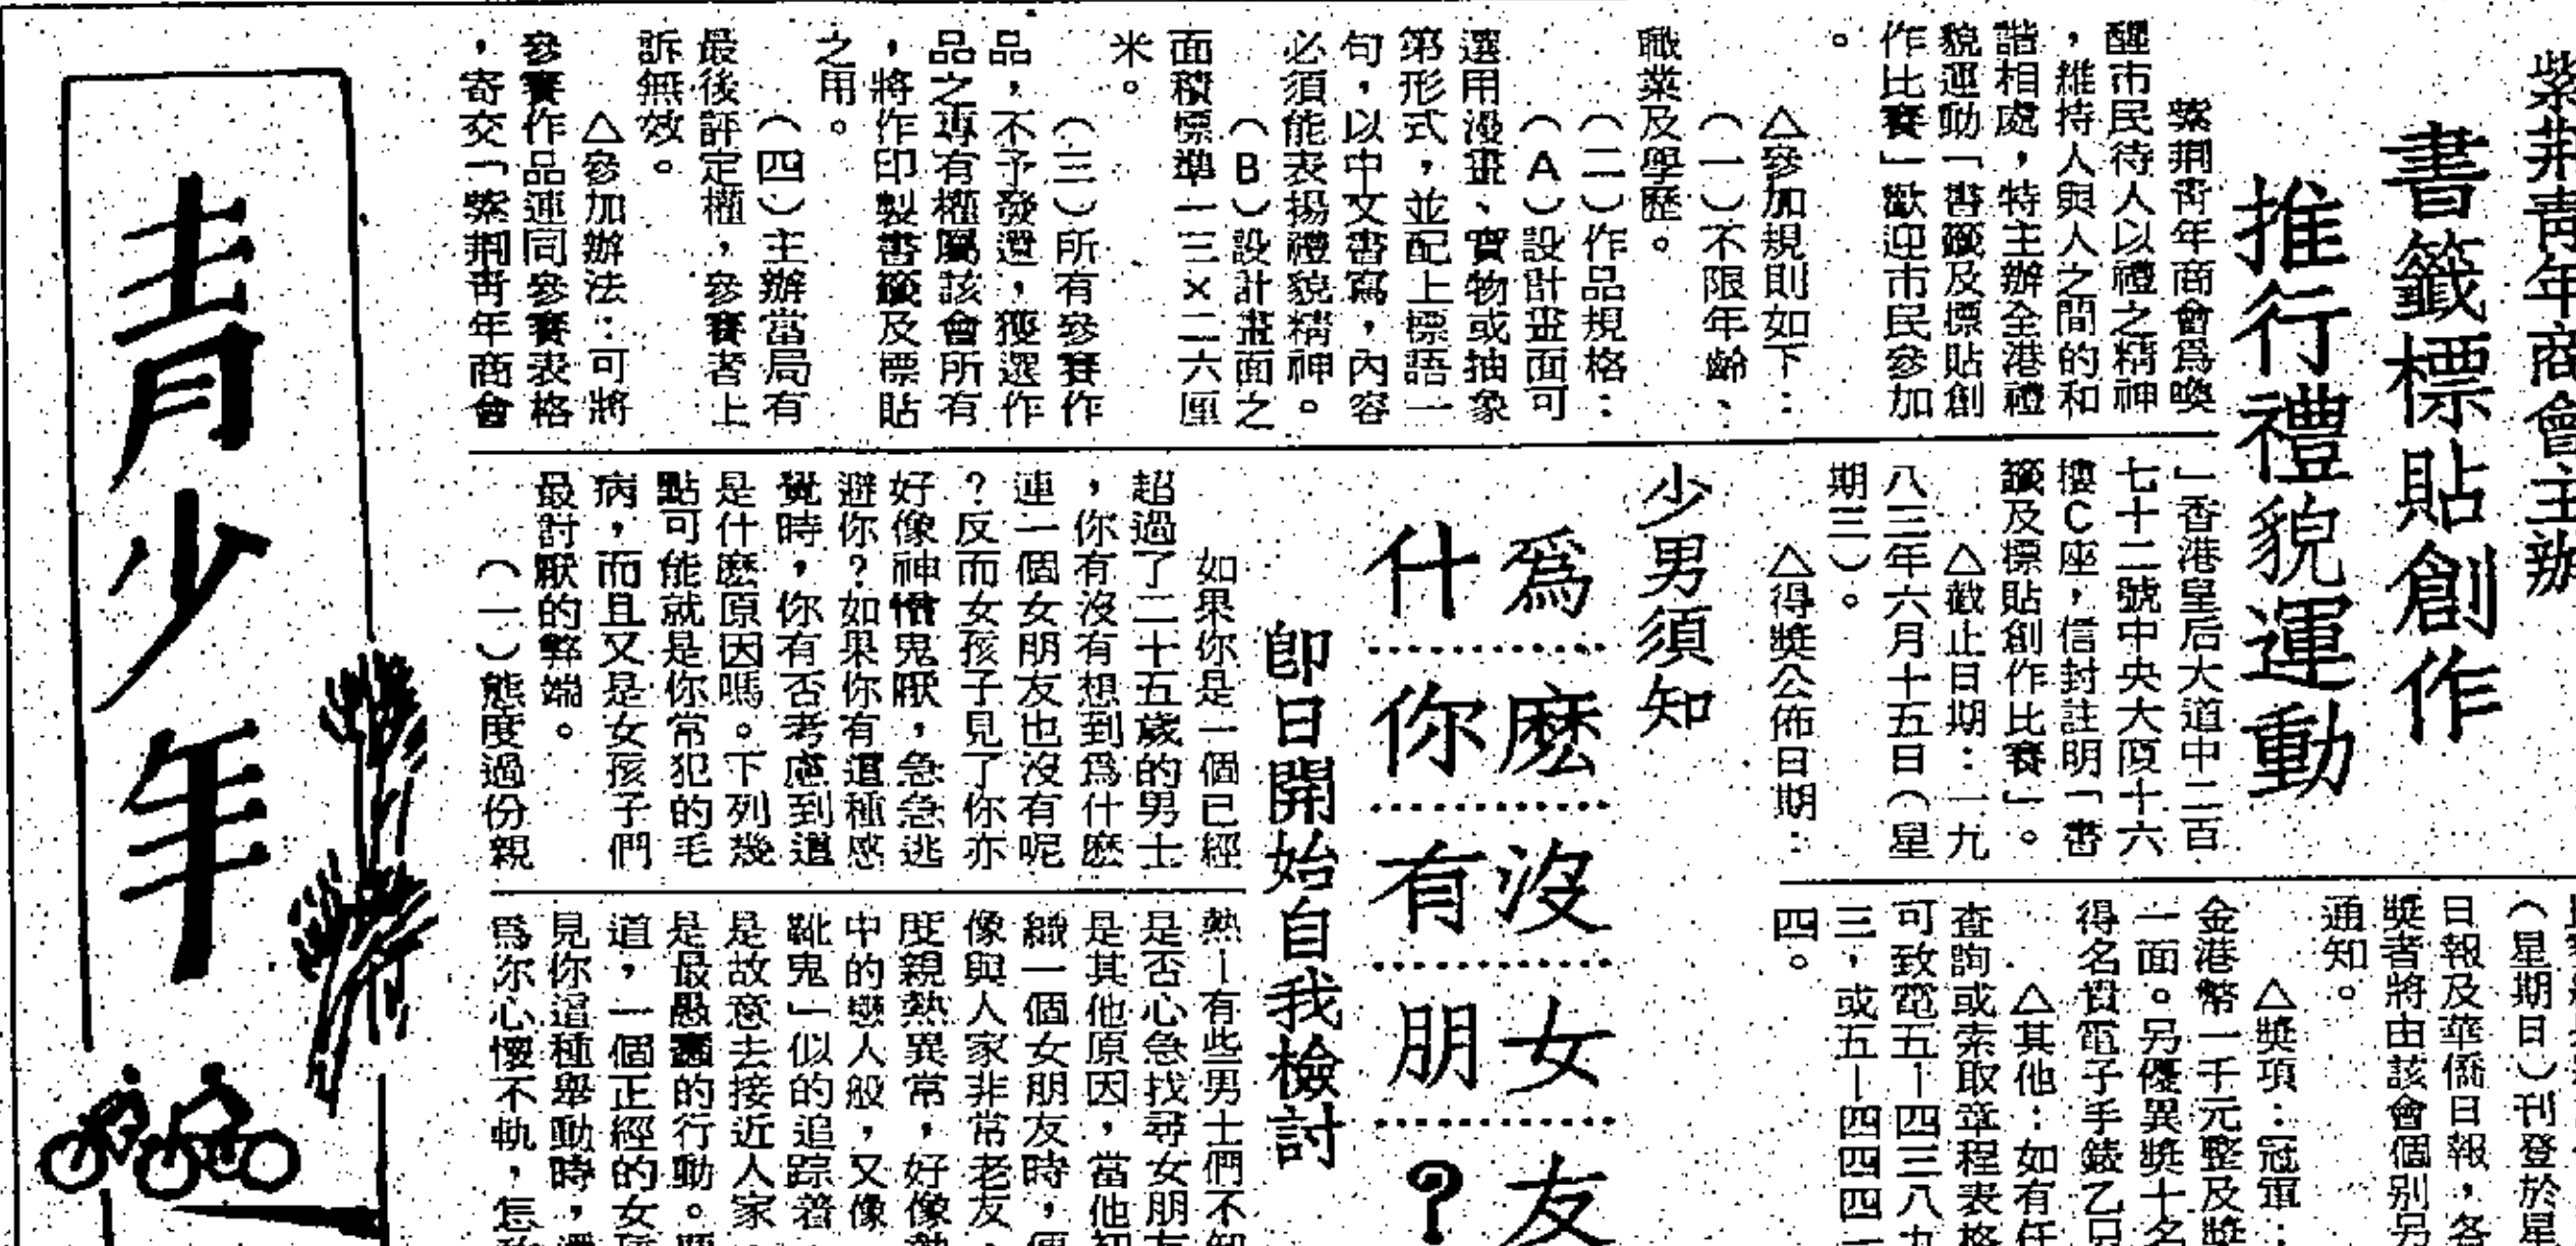 紫荆青年商會主辦
書籤標貼創作
推行禮貌運動
紫荆青年商會爲喚
醒市民待人以禮之精神
，維持人與人之間的和
諧相處，特主辦全港禮
貌運動「書籤及標貼創
作比賽」歡迎市民參加
。
△參加規則如下：
（一）不限年齡、
職業及學歷。
（二）作品規格：
（A）設計畫面可
選用漫畫、實物或抽象
第形式，並配上標語一
句，以中文書寫，內容
必須能表揚禮貌精神。
（B）設計畫面之
面積標準一三×二六厘
米。
（三）所有參賽作
品，不予發還，獲選作
品之專有權屬該會所有
，將作印製書籤及標貼
之用。
（四）主辦當局有
最後評定權，參賽者上
訴無效。
△參加辦法：可將
參賽作品連同參賽表格
，寄交「紫荆青年商會
」香港皇后大道中二百
七十二號中央大厦十六
樓C座，信封註明「書
籤及標貼創作比賽」。
△截止日期：一九
八三年六月十五日（星
期三）。
△得獎公佈日期：
（星期日）刊登於星
日報及華僑日報，各
獎者將由該會個別另
通知。
△獎項：冠軍：
金港幣一千元整及獎
一面。另優異獎十名
得名貴電子手錶乙只
△其他：如有任
查詢或索取章程表格
可致電五－四三八九
三，或五－四四四
四。
少男須知
爲麽沒女友
什你有朋？
即日開始自我檢討
如果你是一個已經
超過了二十五歲的男士
，你有沒有想到爲什麽
連一個女朋友也沒有呢
？反而女孩子見了你亦
好像神憎鬼厭，急急逃
避你？如果你有這種感
覺時，你有否考慮到這
是什麽原因嗎。下列幾
點可能就是你常犯的毛
病，而且又是女孩子們
最討厭的弊端。
（一）態度過份親
熱－有些男士們不知
是否心急找尋女朋友
是其他原因，當他初
織一個女朋友時，便
像與人家非常老友，
度親熱異常，好像熱
中的戀人般，又像
靴鬼」似的追踪着
是故意去接近人家
是最愚蠢的行動。要
道，一個正經的女孩
見你這種舉動時，還
爲你心懷不軌，怎
青少年